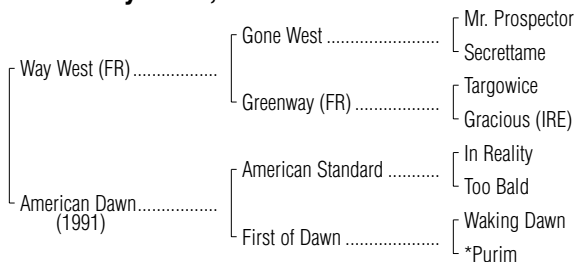 Mr. Prospector
Gone West
Secrettame
Way West (FR)
Targowice
Greenway (FR)
Gracious (IRE)
In Reality
American Standard
Too Bald
American Dawn
(1991)
Waking Dawn
First of Dawn
*Purim